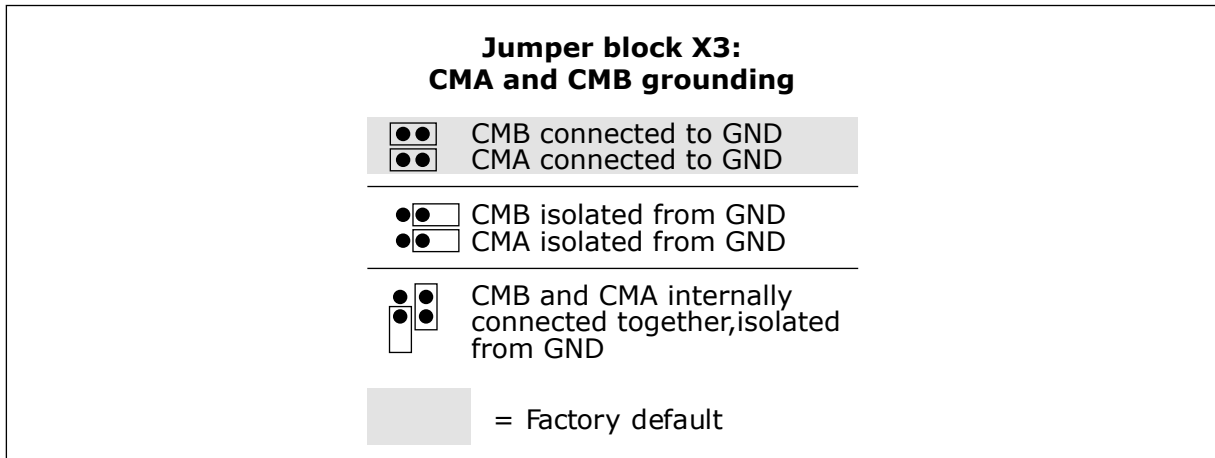 Jumper block X3:
CMA and CMB grounding
CMB connected to GND
CMA connected to GND
CMB isolated from GND
CMA isolated from GND
CMB and CMA internally
connected together,isolated
from GND
= Factory default